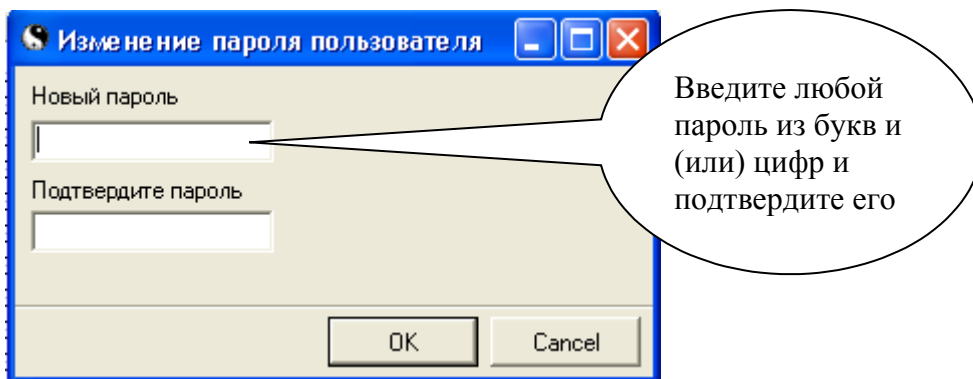 Изменение пароля пользователя
Новый пароль
Введите любой
пароль из букв и
(или) цифр и
подтвердите его
Подтвердите пароль
OK
Cancel